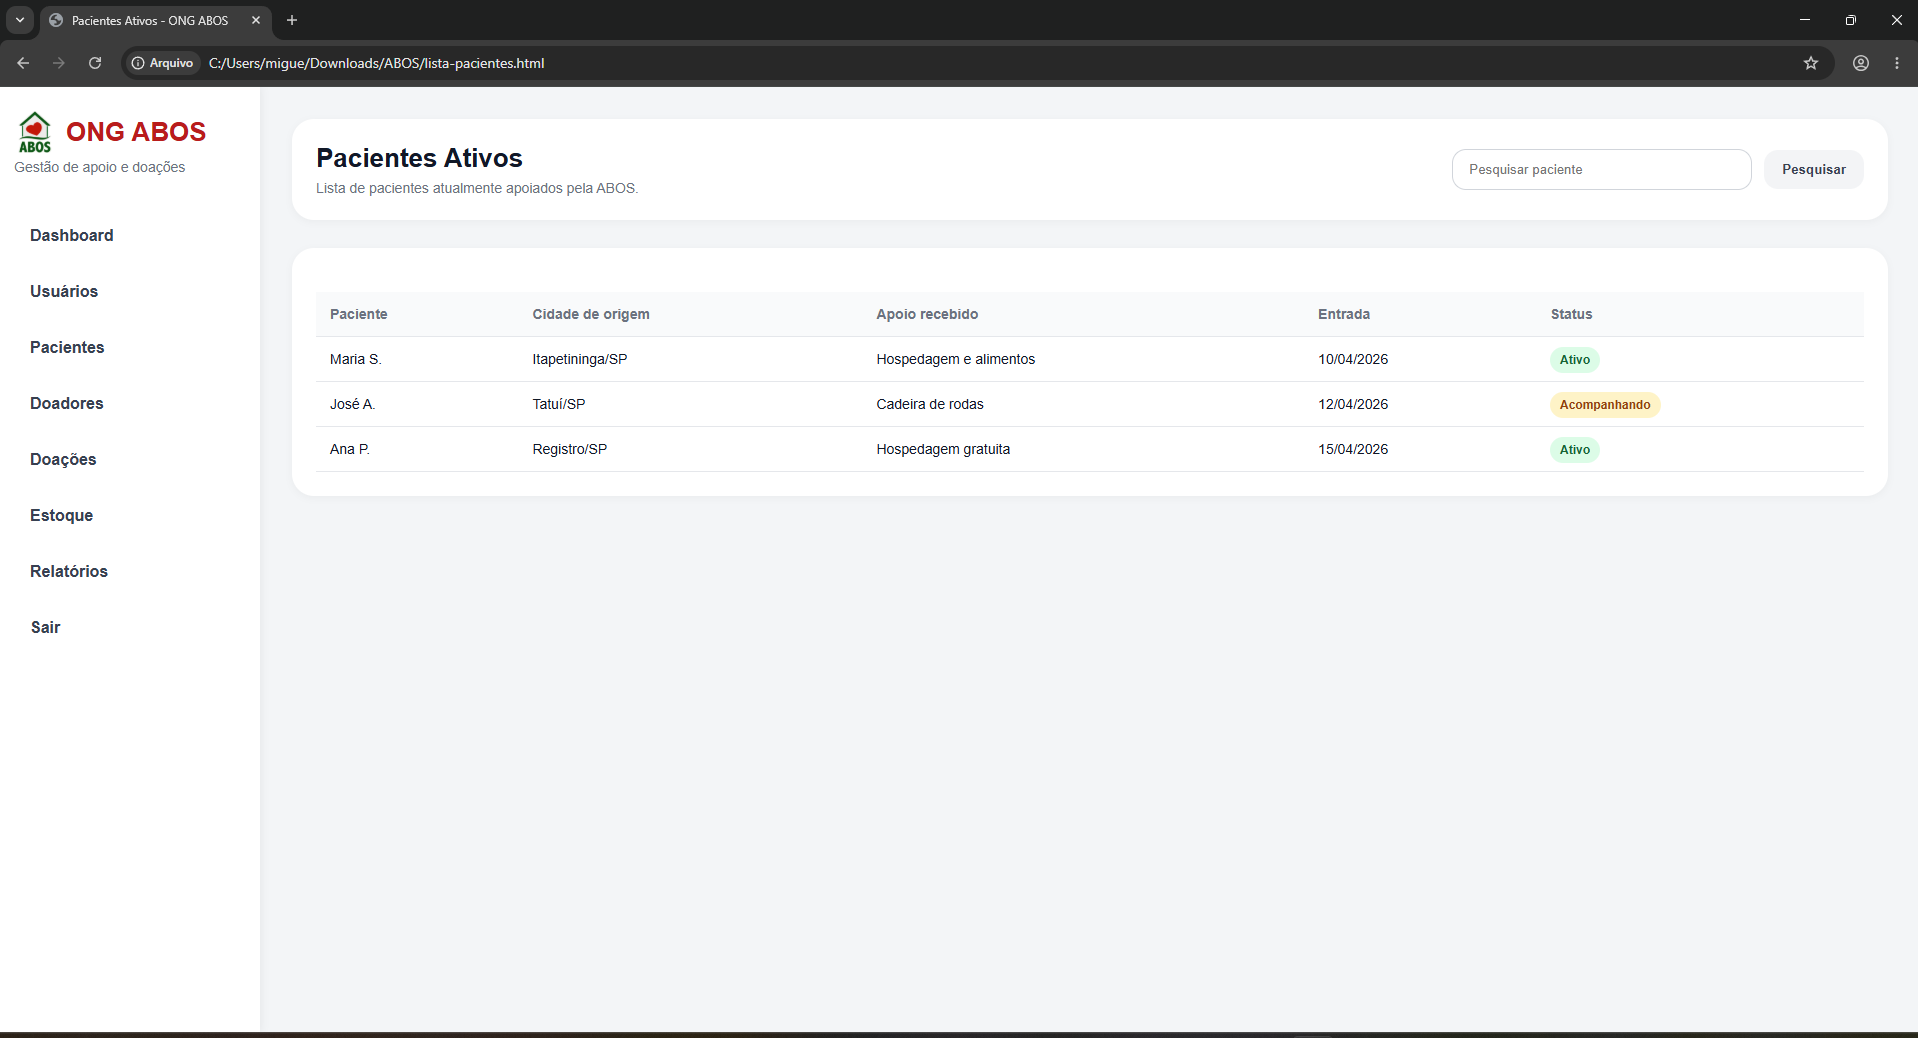 Pacientes Ativos - ONG ABOS
Arquivo
C:/Users/migue/Downloads/ABOS/lista-pacientes.html
ABOS
ONG ABOS
Gestão de apoio e doações
Dashboard
Usuários
Pacientes
Doadores
Doações
Estoque
Relatórios
Sair
Pacientes Ativos
Lista de pacientes atualmente apoiados pela ABOS.
Pesquisar paciente
Pesquisar
Paciente Cidade de origem Apoio recebido Entrada Status
Maria S. Itapetininga/SP Hospedagem e alimentos 10/04/2026 Ativo
José A. Tatuí/SP Cadeira de rodas 12/04/2026 Acompanhando
Ana P. Registro/SP Hospedagem gratuita 15/04/2026 Ativo